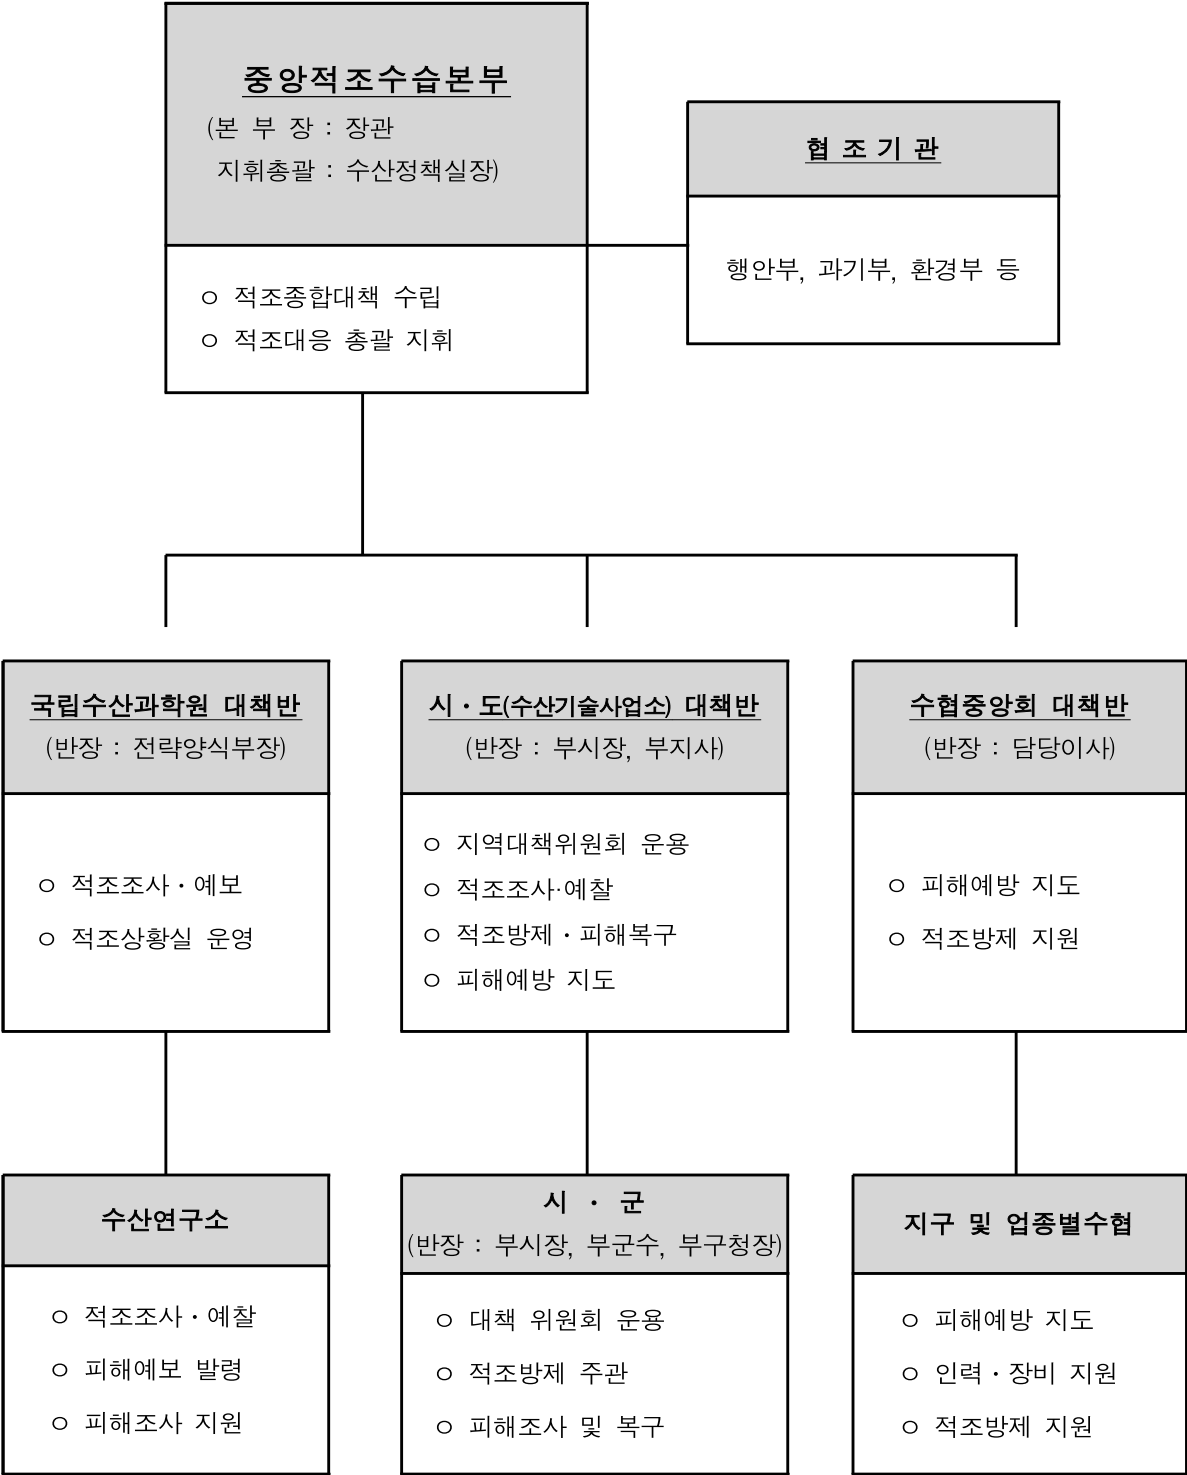 중앙적조수습본부
(본 부 장 : 장관
지휘총괄 : 수산정책실장)
ㅇ 적조종합대책 수립
ㅇ 적조대응 총괄 지휘
협 조 기 관
행안부, 과기부, 환경부 등
국립수산과학원 대책반
(반장 : 전략양식부장)
ㅇ 적조조사·예보
ㅇ 적조상황실 운영
시·도(수산기술사업소) 대책반
(반장 : 부시장, 부지사)
ㅇ 지역대책위원회 운용
ㅇ 적조조사·예찰
ㅇ 적조방제·피해복구
ㅇ 피해예방 지도
수협중앙회 대책반
(반장 : 담당이사)
ㅇ 피해예방 지도
ㅇ 적조방제 지원
수산연구소
ㅇ 적조조사·예찰
ㅇ 피해예보 발령
ㅇ 피해조사 지원
시 · 군
(반장 : 부시장, 부군수, 부구청장)
ㅇ 대책 위원회 운용
ㅇ 적조방제 주관
ㅇ 피해조사 및 복구
지구 및 업종별수협
ㅇ 피해예방 지도
ㅇ 인력·장비 지원
ㅇ 적조방제 지원